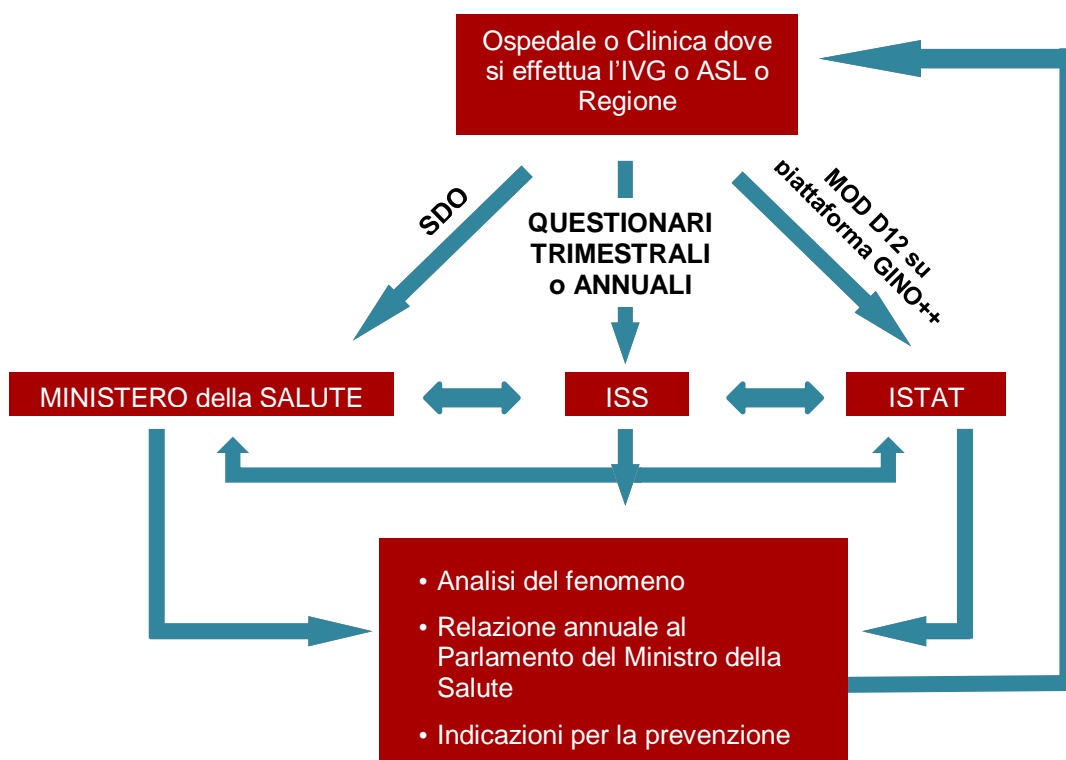 Ospedale o Clinica dove
si effettua l'IVG o ASL o
Regione
SDO
QUESTIONARI
TRIMESTRALI
o ANNUALI
MOD D12 su
piattaforma GINO++
MINISTERO della SALUTE
ISS
ISTAT
• Analisi del fenomeno
• Relazione annuale al
Parlamento del Ministro della
Salute
• Indicazioni per la prevenzione